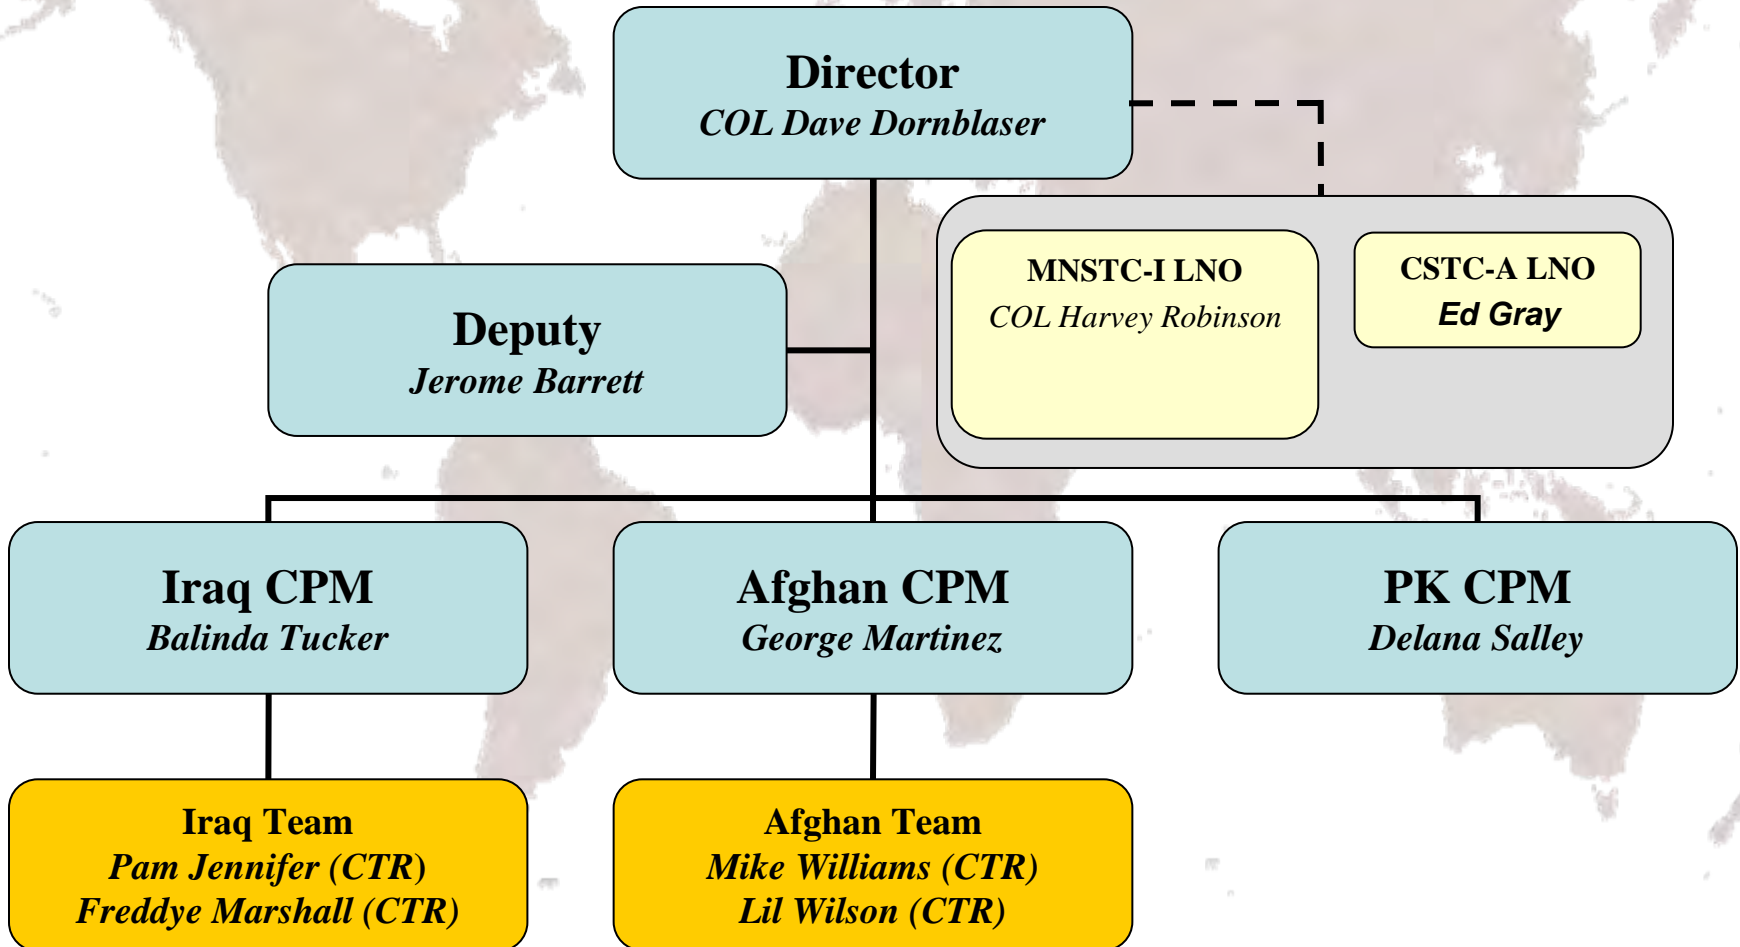 Director
COL Dave Dornblaser
MNSTC-I LNO
COL Harvey Robinson
CSTC-A LNO
Ed Gray
Deputy
Jerome Barrett
Iraq CPM
Balinda Tucker
Afghan CPM
George Martinez
PK CPM
Delana Salley
Iraq Team
Pam Jennifer (CTR)
Freddye Marshall (CTR)
Afghan Team
Mike Williams (CTR)
Lil Wilson (CTR)